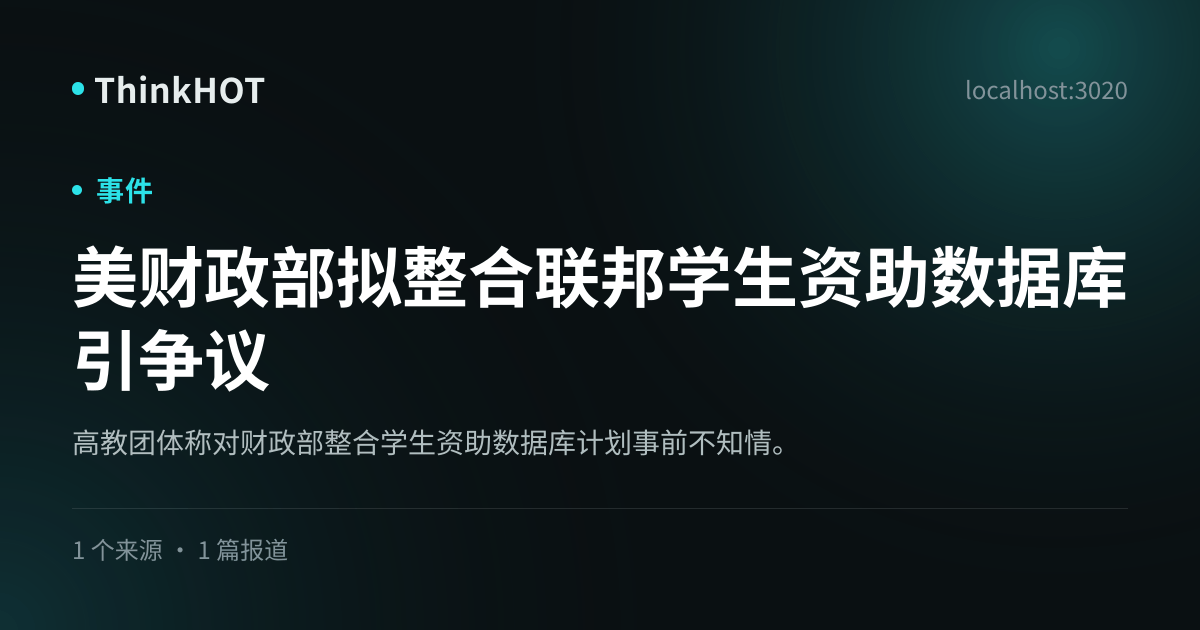 ThinkHOT
localhost:3020
事件
美财政部拟整合联邦学生资助数据库
引争议
高教团体称对财政部整合学生资助数据库计划事前不知情。
1 个来源 · 1 篇报道